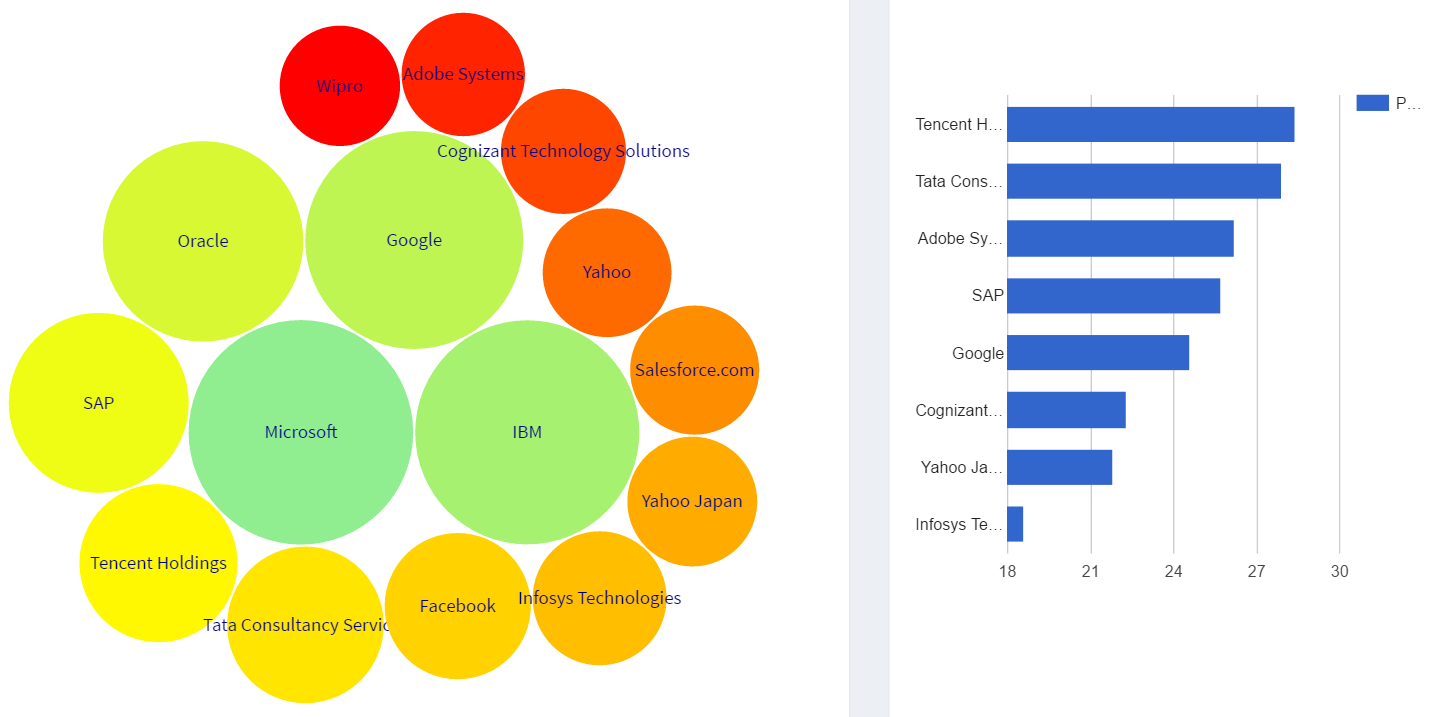 Wipro
Adobe Systems
Cognizant Technology Solutions
Oracle
Google
Yahoo
Salesforce.com
SAP
Microsoft
IBM
Yahoo Japan
Tencent Holdings
Tata Consultancy Servic
Facebook
Infosys Technologies
P...
Tencent H...
Tata Cons...
Adobe Sy...
SAP
Google
Cognizant...
Yahoo Ja...
Infosys Te...
18 21 24 27 30